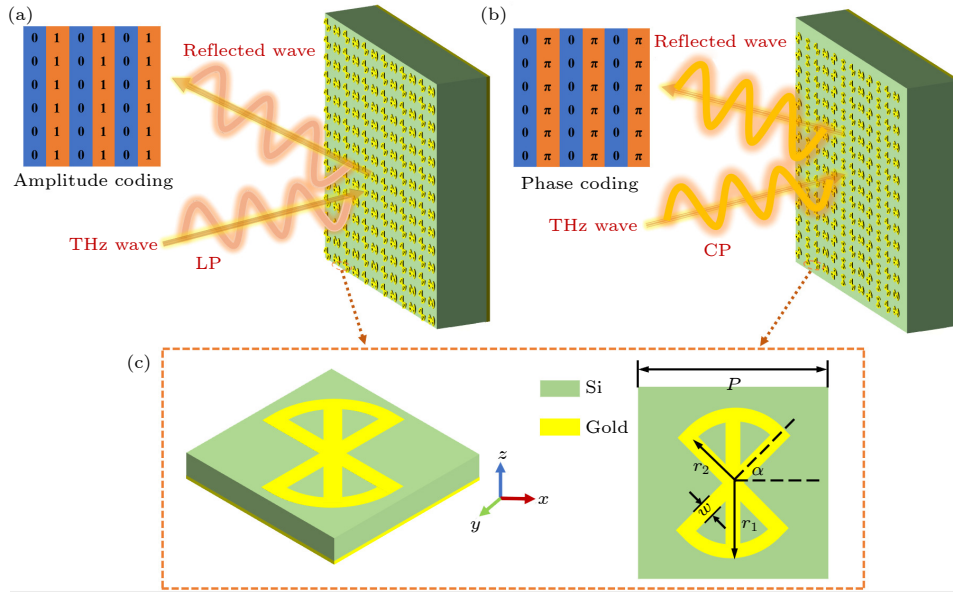 (a)
0 1 0 1 0 1
0 1 0 1 0 1
0 1 0 1 0 1
0 1 0 1 0 1
0 1 0 1 0 1
0 1 0 1 0 1
Amplitude coding
Reflected wave
THz wave
LP
(b)
0 π 0 π 0 π
0 π 0 π 0 π
0 π 0 π 0 π
0 π 0 π 0 π
0 π 0 π 0 π
0 π 0 π 0 π
Phase coding
Reflected wave
THz wave
CP
(c)
Si
Gold
z
x
y
P
r₂
α
w
r₁